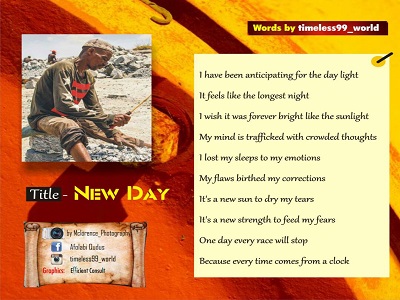 Words by timeless99_world
I have been anticipating for the day light
It feels like the longest night
I wish it was forever bright like the sunlight
My mind is trafficked with crowded thoughts
I lost my sleeps to my emotions
My flaws birthed my corrections
It's a new sun to dry my tears
It's a new strength to feed my fears
One day every race will stop
Because every time comes from a clock
Title - New Day
by Nclorence_Photography
Afolabi Qudus
timeless99_world
Graphics: Efficient Consult